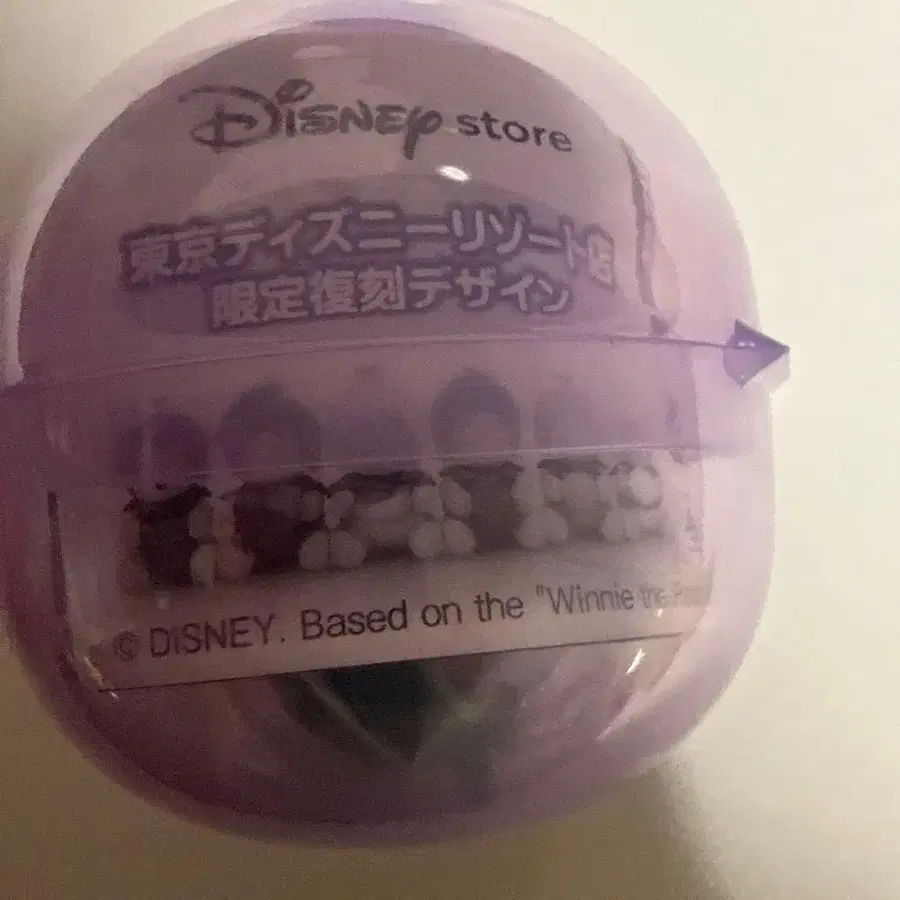 Disney store
東京ディズニーリゾート店
限定復刻デザイン
© DISNEY. Based on the "Winnie the